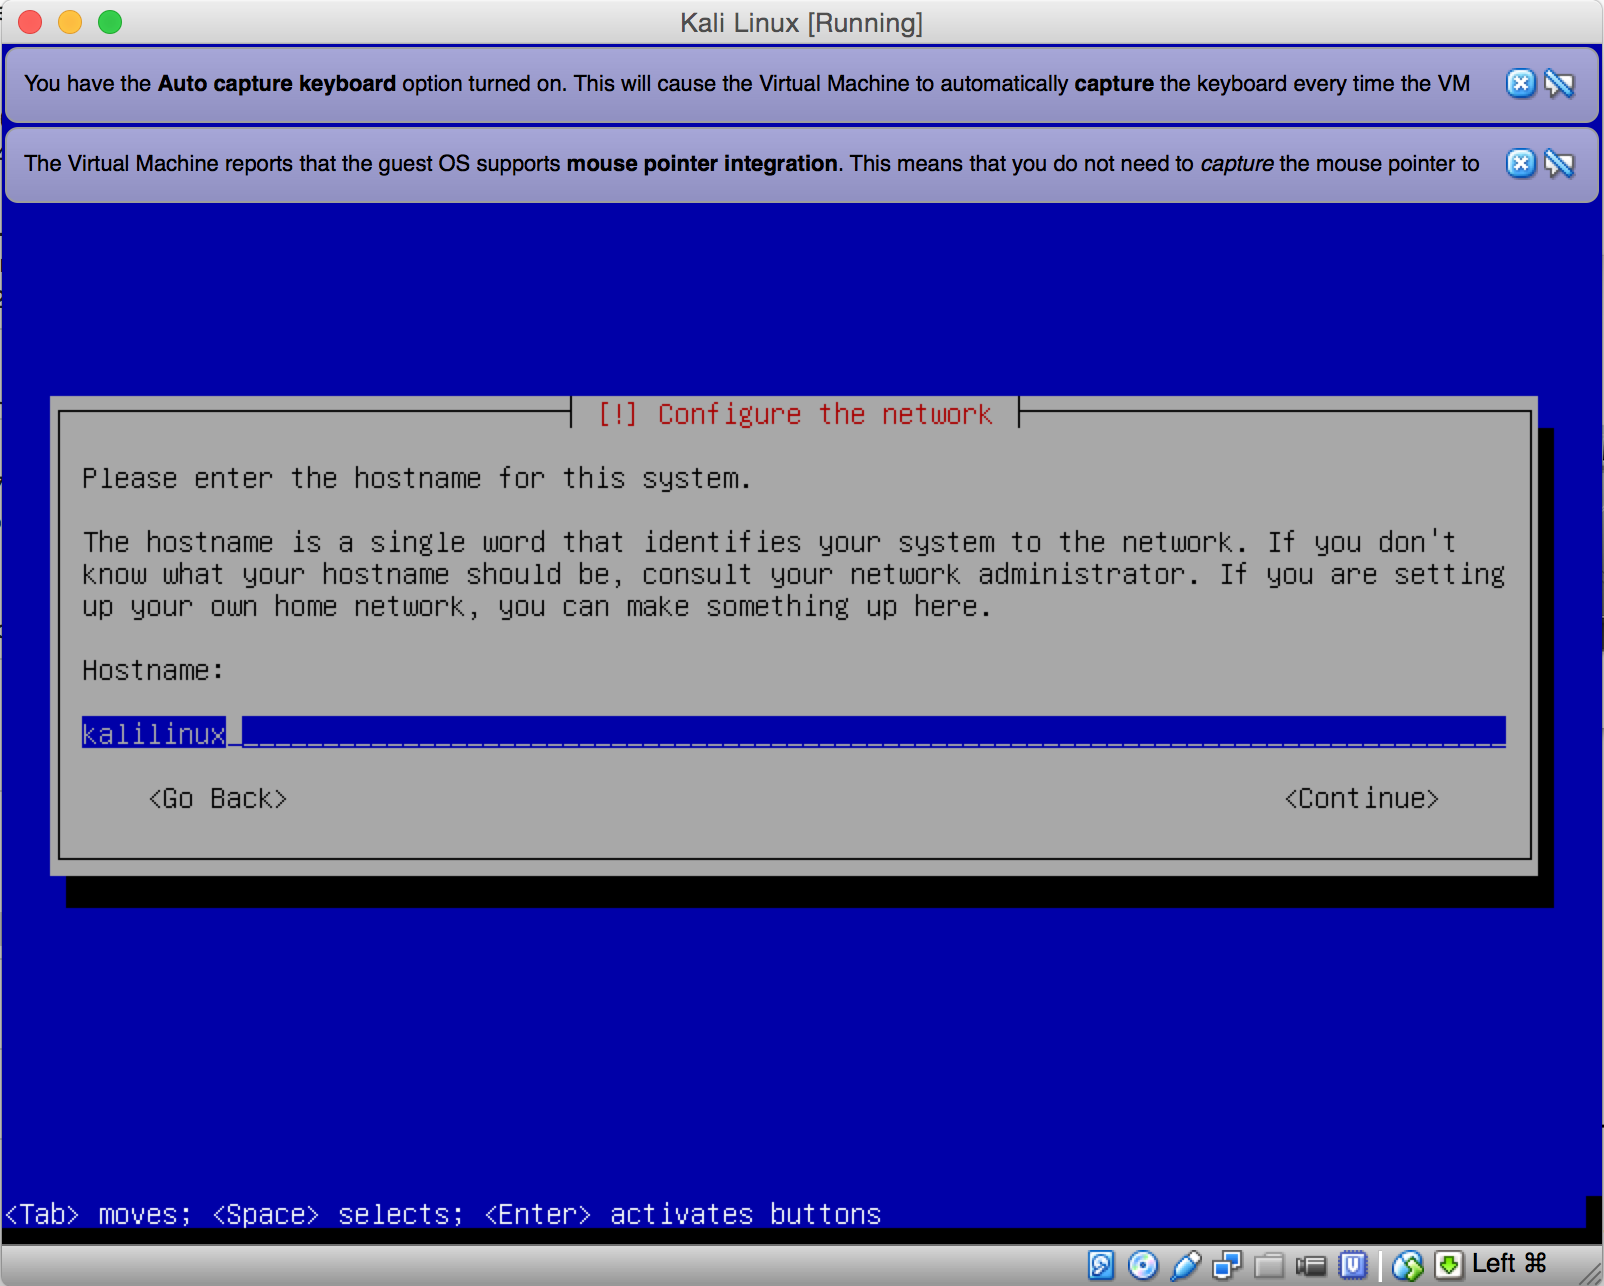 Kali Linux [Running]
You have the Auto capture keyboard option turned on. This will cause the Virtual Machine to automatically capture the keyboard every time the VM
The Virtual Machine reports that the guest OS supports mouse pointer integration. This means that you do not need to capture the mouse pointer to
[!] Configure the network
Please enter the hostname for this system.
The hostname is a single word that identifies your system to the network. If you don't
know what your hostname should be, consult your network administrator. If you are setting
up your own home network, you can make something up here.
Hostname:
kalilinux
<Go Back> <Continue>
<Tab> moves; <Space> selects; <Enter> activates buttons
Left ⌘